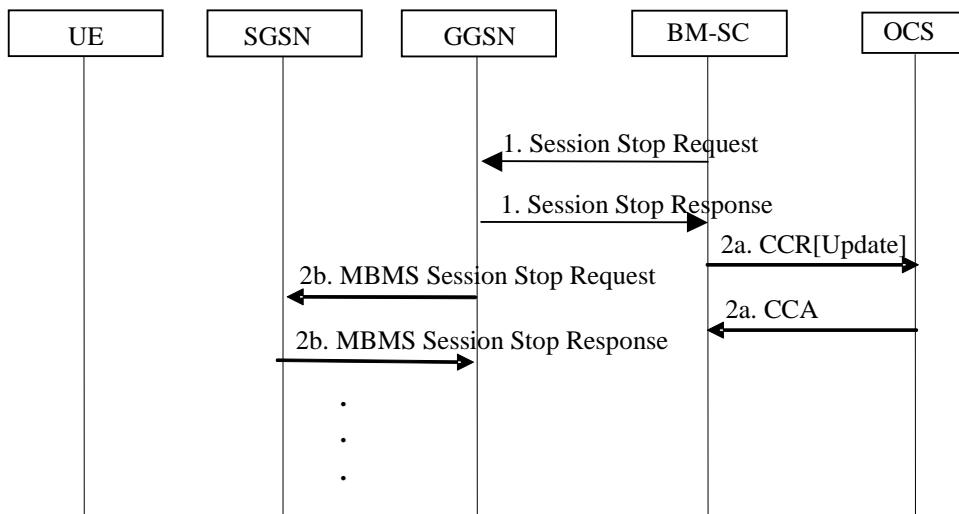 UE
SGSN
GGSN
BM-SC
OCS
1. Session Stop Request
1. Session Stop Response
2a. CCR[Update]
2b. MBMS Session Stop Request
2a. CCA
2b. MBMS Session Stop Response
.
.
.